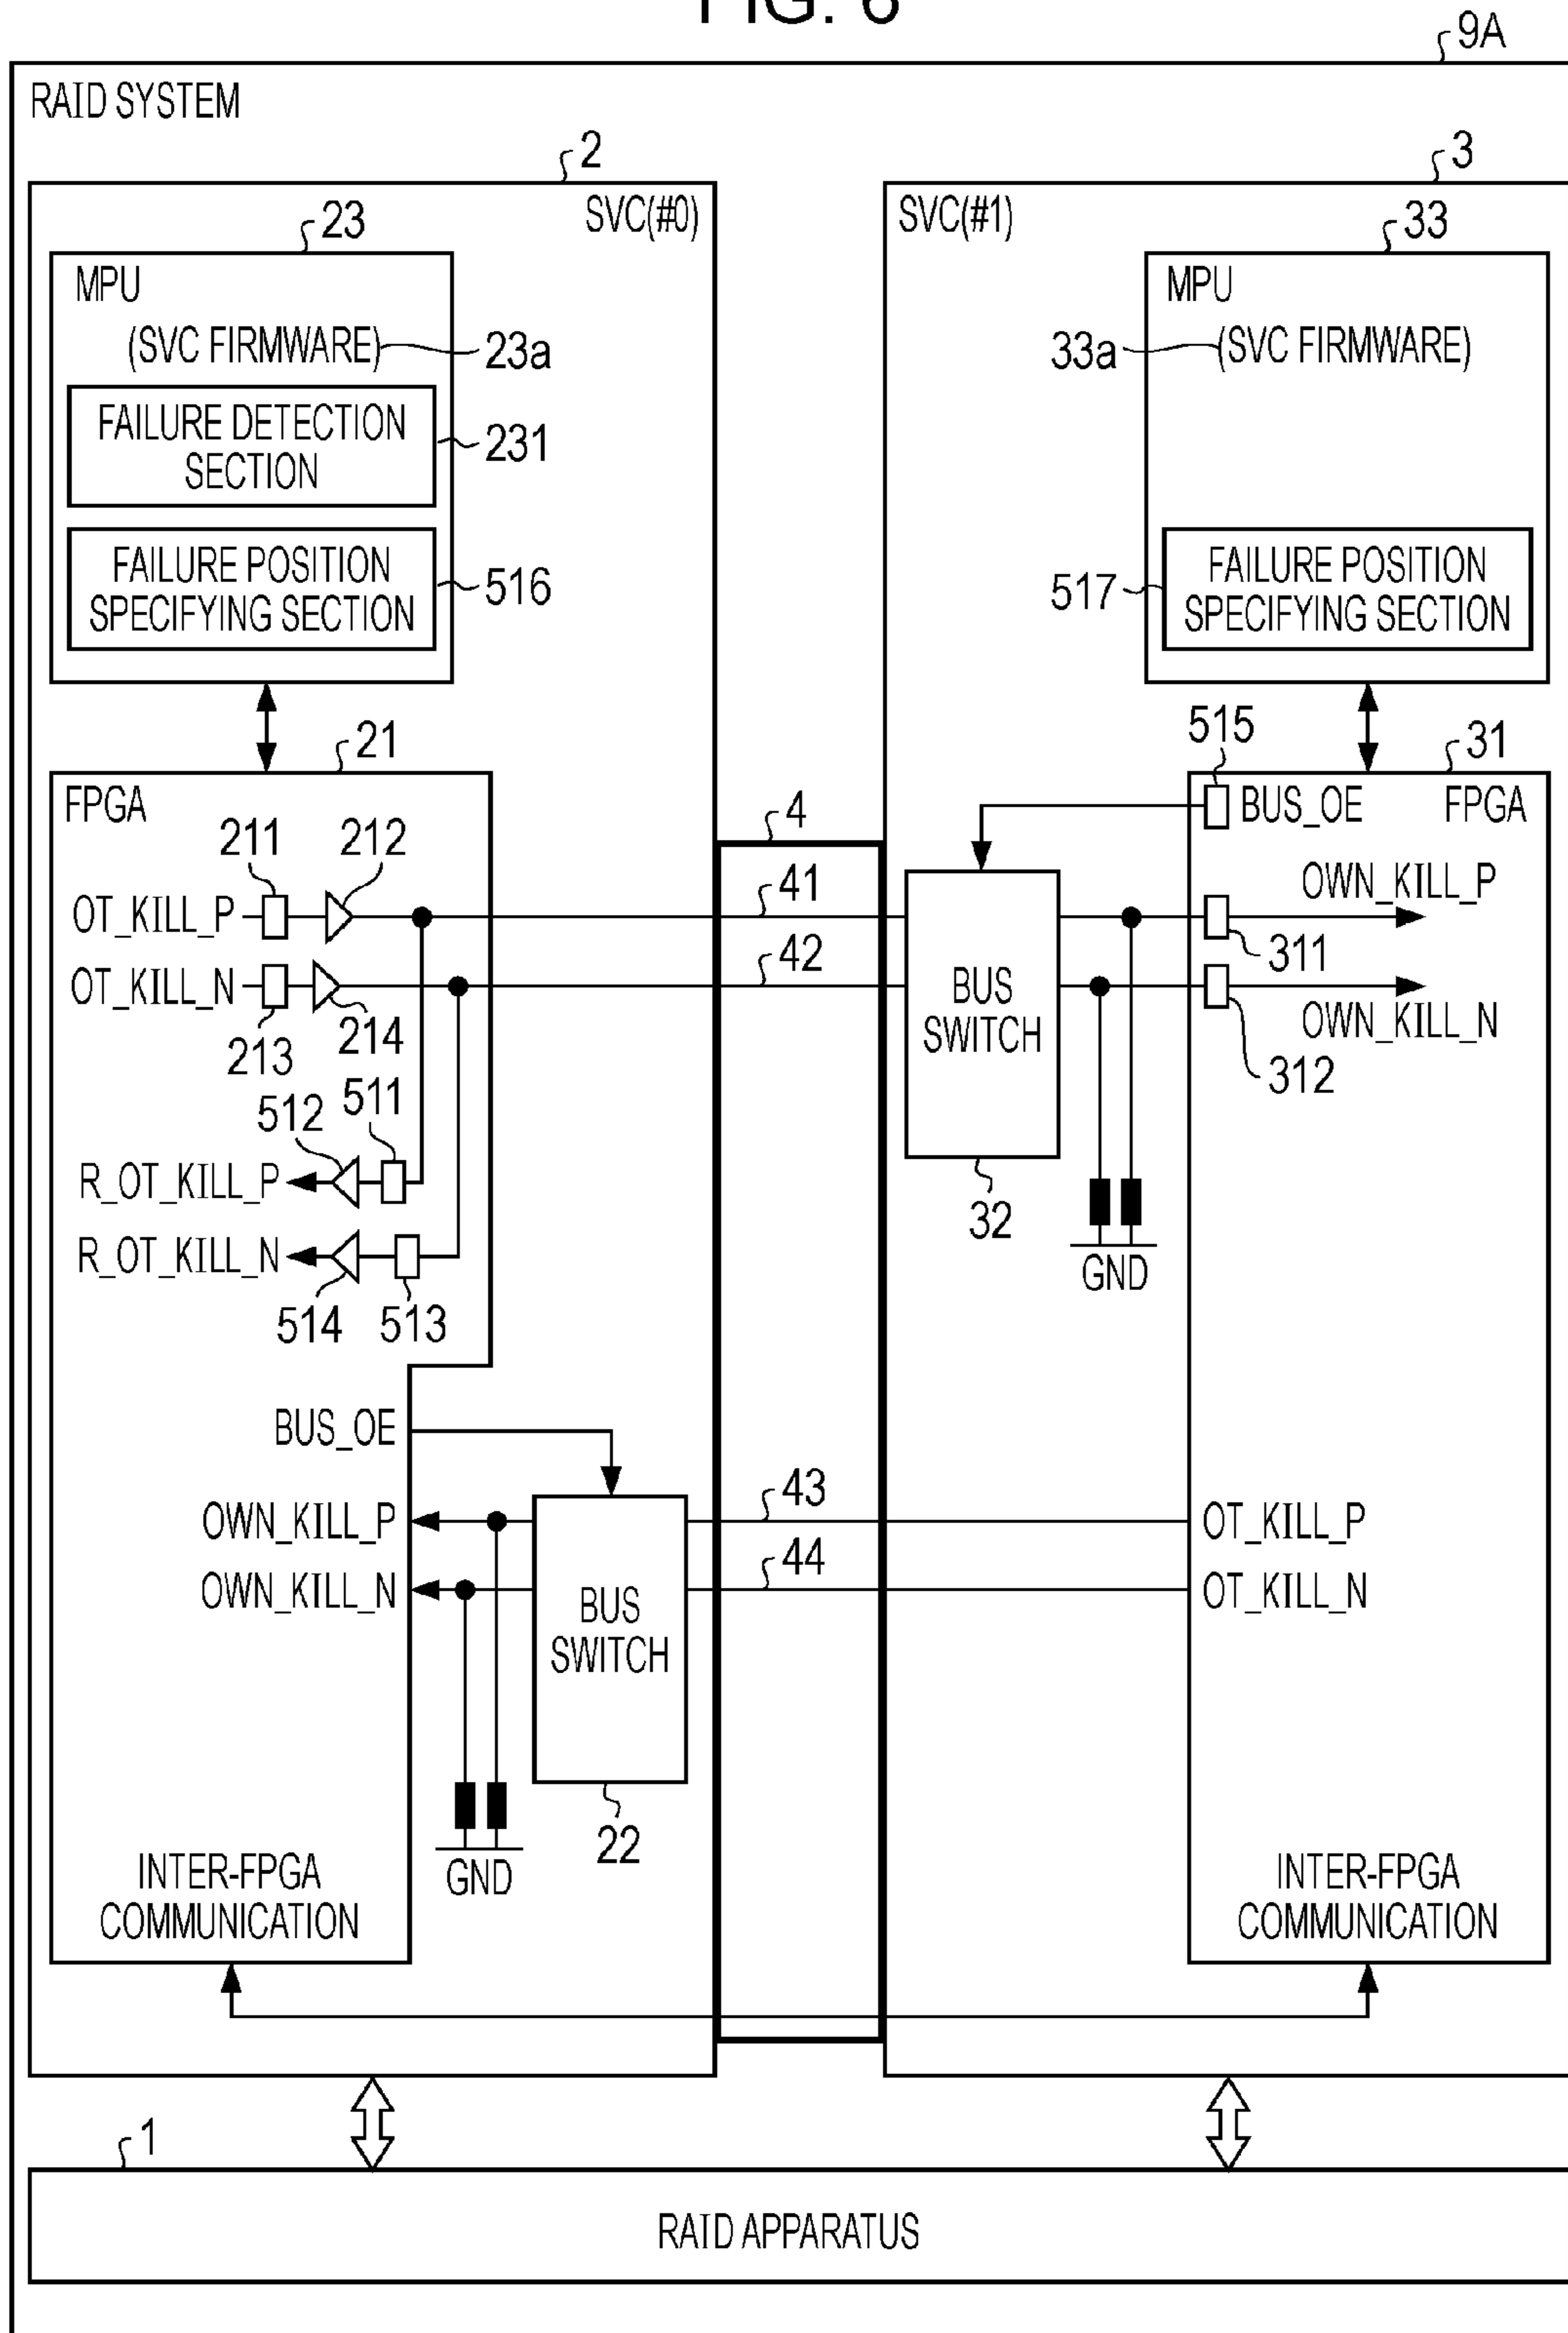 FIG. 6
9A
RAID SYSTEM
2
3
SVC(#0)
SVC(#1)
23
33
MPU
MPU
(SVC FIRMWARE)
23a
33a
(SVC FIRMWARE)
FAILURE DETECTION
SECTION
231
FAILURE POSITION
SPECIFYING SECTION
516
517
FAILURE POSITION
SPECIFYING SECTION
21
515
31
FPGA
BUS_OE
FPGA
4
211
212
41
OWN_KILL_P
OT_KILL_P
311
42
OT_KILL_N
BUS
SWITCH
OWN_KILL_N
213
214
312
512
511
R_OT_KILL_P
32
R_OT_KILL_N
GND
514
513
BUS_OE
43
OWN_KILL_P
OT_KILL_P
44
OWN_KILL_N
OT_KILL_N
BUS
SWITCH
22
GND
INTER-FPGA
COMMUNICATION
INTER-FPGA
COMMUNICATION
1
RAID APPARATUS